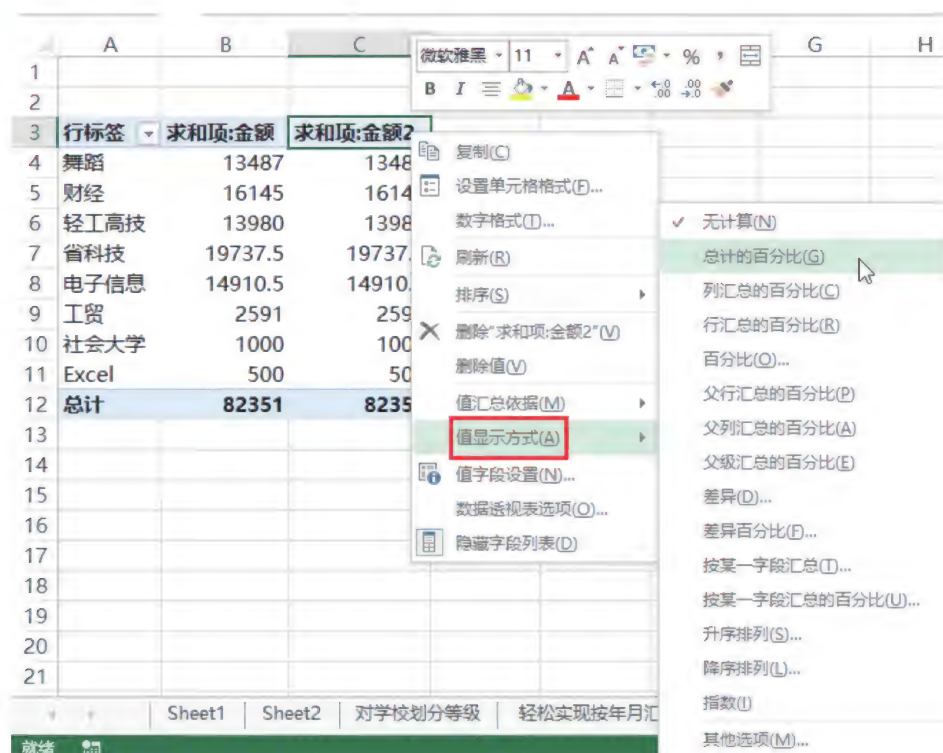 A B C G H
微软雅黑 11 A A % ,
B I A .00 .00
1
2
3 行标签 求和项:金额 求和项:金额2
4 舞蹈 13487 1348
5 财经 16145 1614
6 轻工高技 13980 1398
7 省科技 19737.5 19737.
8 电子信息 14910.5 14910.
9 工贸 2591 259
10 社会大学 1000 100
11 Excel 500 50
12 总计 82351 8235
13
14
15
16
17
18
19
20
21
复制(C)
设置单元格格式(F)...
数字格式(T)...
刷新(R)
排序(S)
删除"求和项:金额2"(V)
删除值(V)
值汇总依据(M)
值显示方式(A)
值字段设置(N)...
数据透视表选项(O)...
隐藏字段列表(D)
无计算(N)
总计的百分比(G)
列汇总的百分比(C)
行汇总的百分比(R)
百分比(O)...
父行汇总的百分比(P)
父列汇总的百分比(A)
父级汇总的百分比(E)
差异(D)...
差异百分比(F)...
按某一字段汇总(T)...
按某一字段汇总的百分比(U)...
升序排列(S)...
降序排列(L)...
指数(I)
其他选项(M)...
Sheet1 Sheet2 对学校划分等级 轻松实现按年月汇
就绪